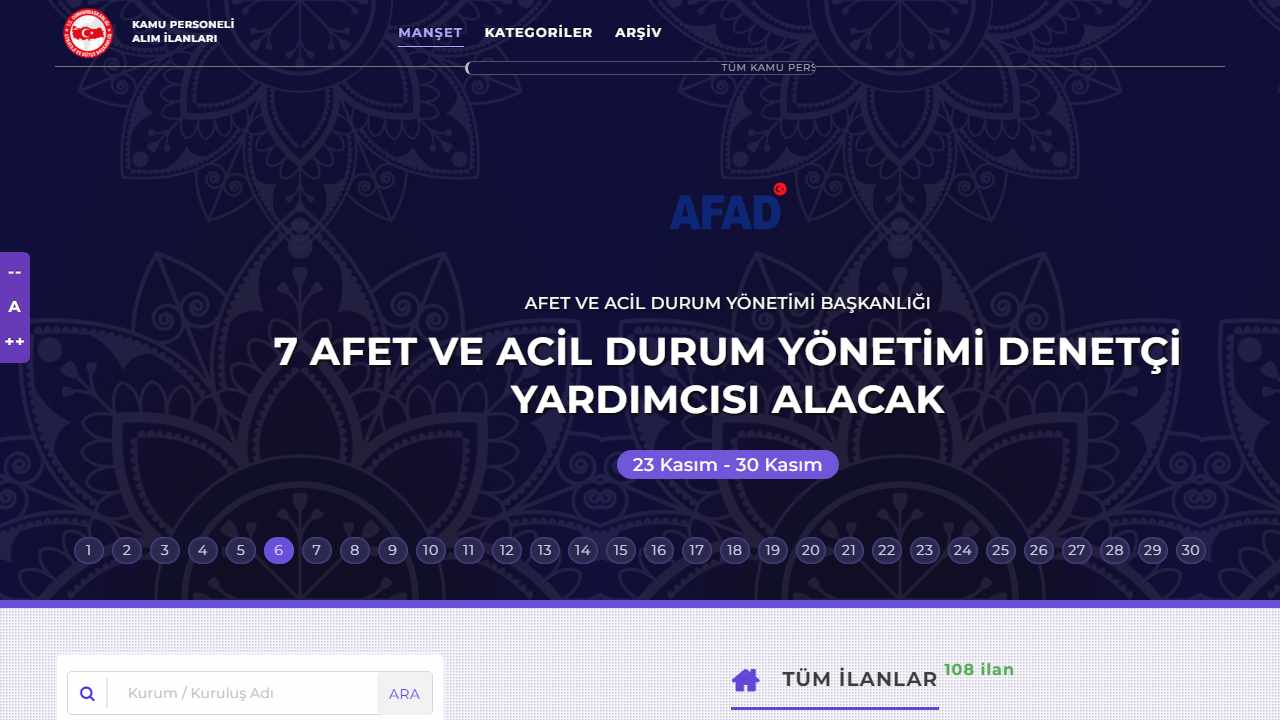 KAMU PERSONELİ
ALIM İLANLARI
MANŞET
KATEGORİLER
ARŞİV
TÜM KAMU PERS
AFAD
--
A
++
AFET VE ACİL DURUM YÖNETİMİ BAŞKANLIĞI
7 AFET VE ACİL DURUM YÖNETİMİ DENETÇİ
YARDIMCISI ALACAK
23 Kasım - 30 Kasım
1 2 3 4 5 6 7 8 9 10 11 12 13 14 15 16 17 18 19 20 21 22 23 24 25 26 27 28 29 30
Kurum / Kuruluş Adı
ARA
TÜM İLANLAR
108 ilan